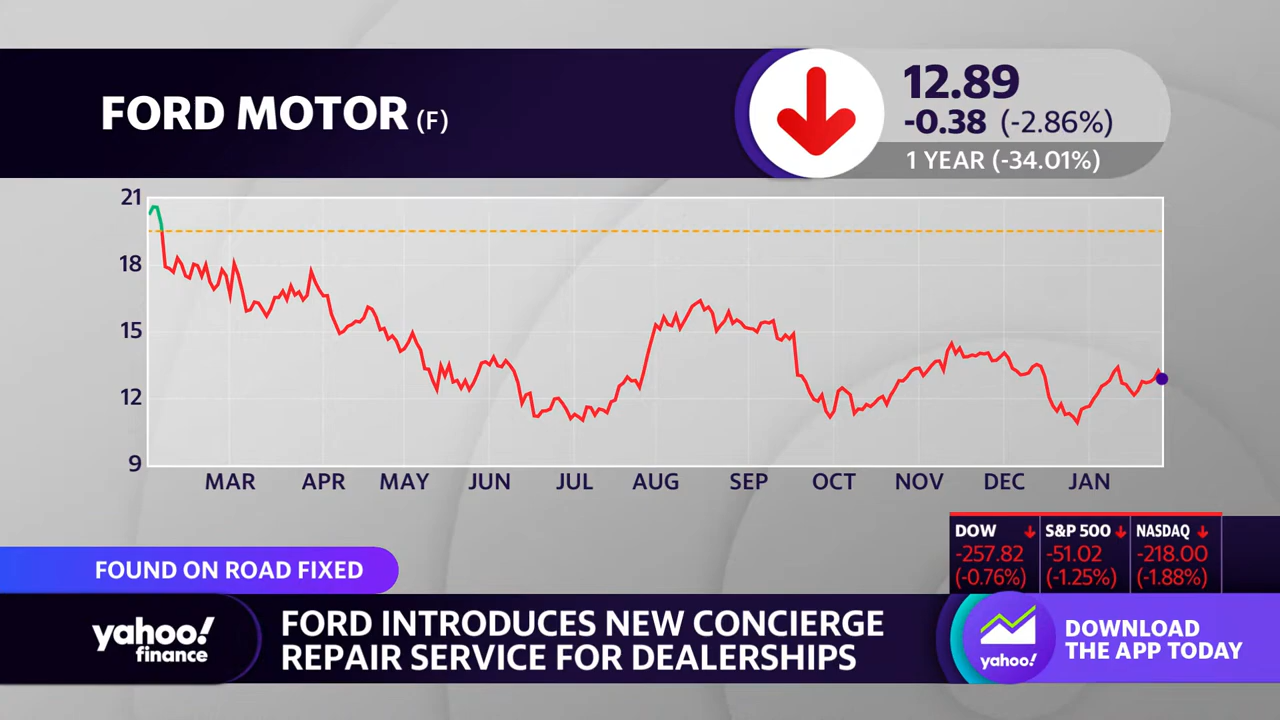 FORD MOTOR (F)
12.89
-0.38 (-2.86%)
1 YEAR (-34.01%)
21
18
15
12
9
MAR APR MAY JUN JUL AUG SEP OCT NOV DEC JAN
DOW S&P 500 NASDAQ
-257.82 -51.02 -218.00
(-0.76%) (-1.25%) (-1.88%)
FOUND ON ROAD FIXED
yahoo!
finance
FORD INTRODUCES NEW CONCIERGE
REPAIR SERVICE FOR DEALERSHIPS
yahoo!
DOWNLOAD
THE APP TODAY